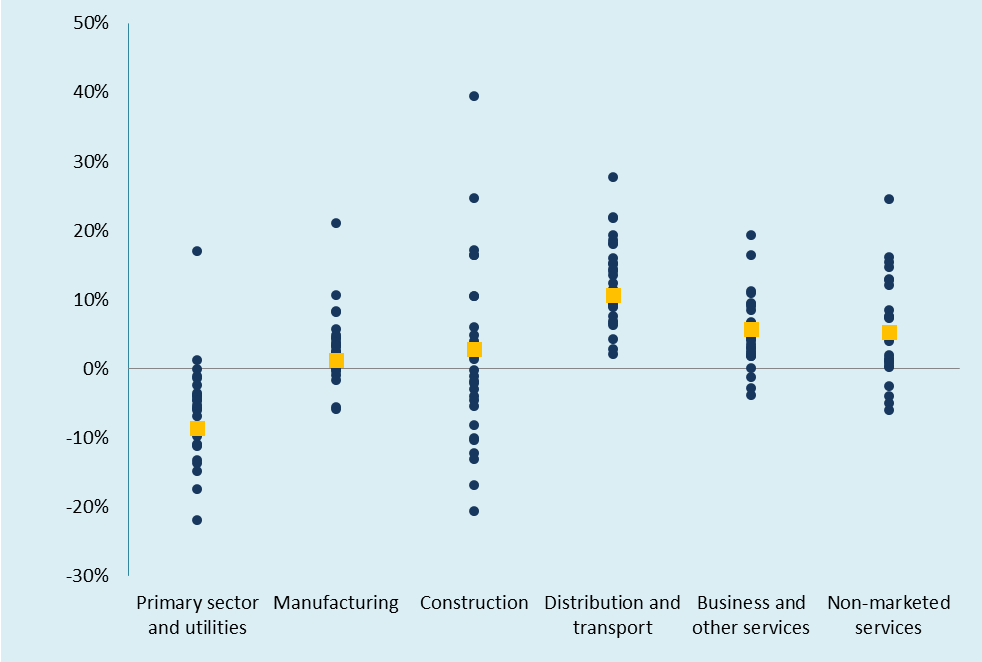 50%
40%
30%
20%
10%
0%
-10%
-20%
-30%
Primary sector
and utilities
Manufacturing
Construction
Distribution and
transport
Business and
other services
Non-marketed
services